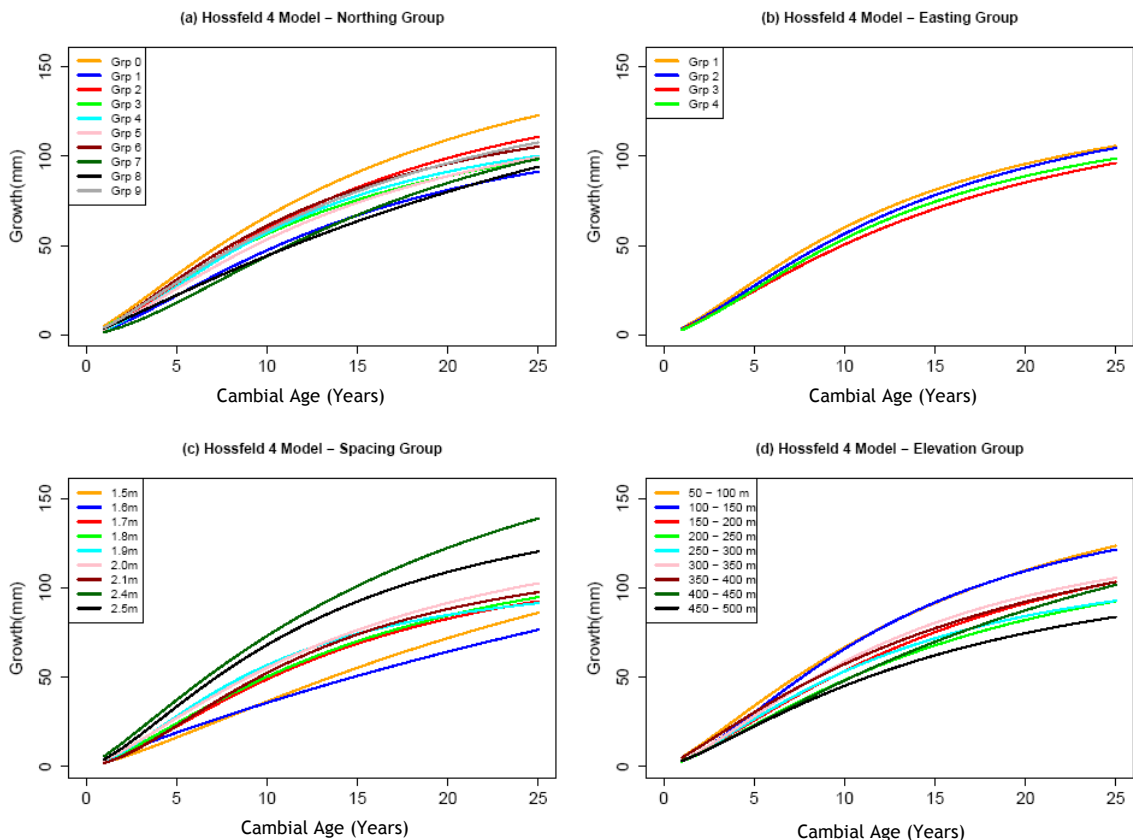 (a) Hossfeld 4 Model – Northing Group
Growth(mm)
150
100
50
0
Grp 0
Grp 1
Grp 2
Grp 3
Grp 4
Grp 5
Grp 6
Grp 7
Grp 8
Grp 9
0 5 10 15 20 25
Cambial Age (Years)
(b) Hossfeld 4 Model – Easting Group
Growth(mm)
150
100
50
0
Grp 1
Grp 2
Grp 3
Grp 4
0 5 10 15 20 25
Cambial Age (Years)
(c) Hossfeld 4 Model – Spacing Group
Growth(mm)
150
100
50
0
1.5m
1.6m
1.7m
1.8m
1.9m
2.0m
2.1m
2.4m
2.5m
0 5 10 15 20 25
Cambial Age (Years)
(d) Hossfeld 4 Model – Elevation Group
Growth(mm)
150
100
50
0
50 – 100 m
100 – 150 m
150 – 200 m
200 – 250 m
250 – 300 m
300 – 350 m
350 – 400 m
400 – 450 m
450 – 500 m
0 5 10 15 20 25
Cambial Age (Years)